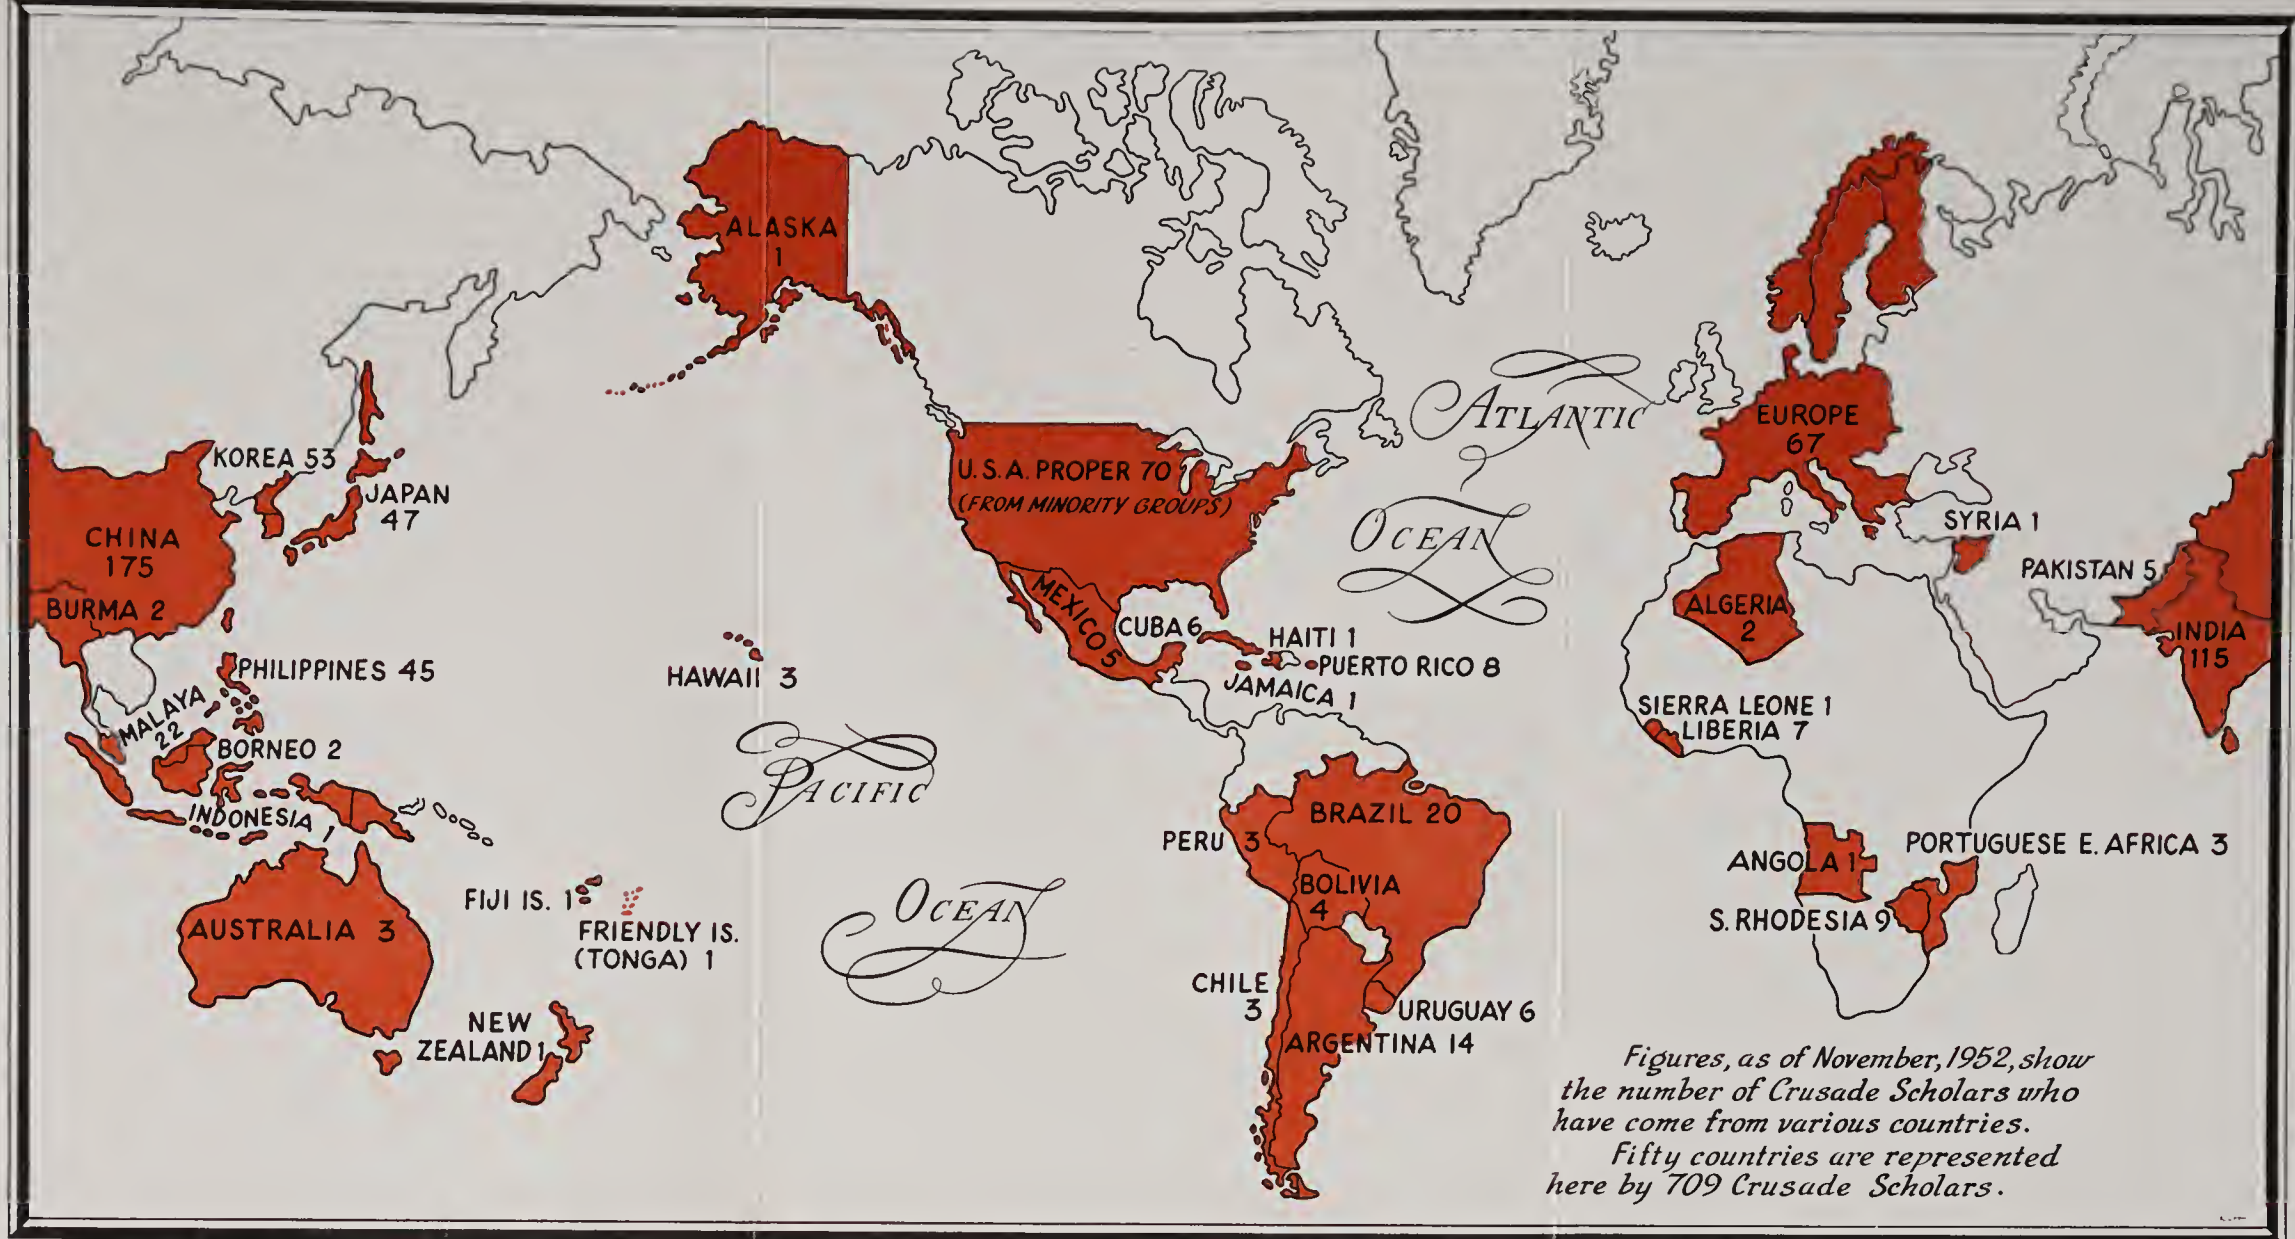 ALASKA
1
KOREA 53
JAPAN
47
CHINA
175
BURMA 2
PHILIPPINES 45
MALAYA
22
BORNEO 2
INDONESIA 1
AUSTRALIA 3
FIJI IS. 1
FRIENDLY IS.
(TONGA) 1
NEW
ZEALAND 1
HAWAII 3
PACIFIC
OCEAN
U.S.A. PROPER 70
(FROM MINORITY GROUPS)
MEXICO 5
CUBA 6
HAITI 1
PUERTO RICO 8
JAMAICA 1
ATLANTIC
OCEAN
BRAZIL 20
PERU 3
BOLIVIA
4
CHILE
3
URUGUAY 6
ARGENTINA 14
EUROPE
67
SYRIA 1
PAKISTAN 5
INDIA
115
ALGERIA
2
SIERRA LEONE 1
LIBERIA 7
ANGOLA 1
PORTUGUESE E. AFRICA 3
S. RHODESIA 9
Figures, as of November, 1952, show
the number of Crusade Scholars who
have come from various countries.
Fifty countries are represented
here by 709 Crusade Scholars.